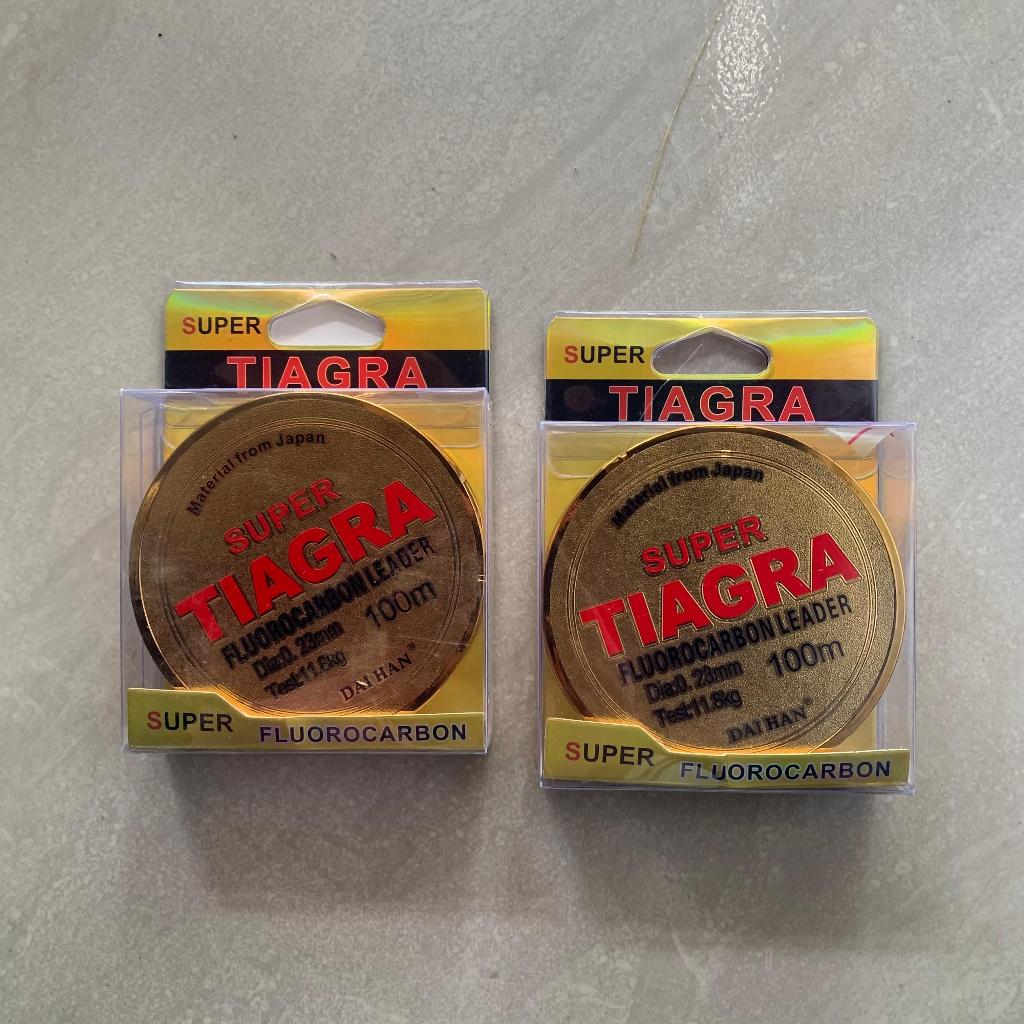 SUPER
TIAGRA
Material from Japan
SUPER
TIAGRA
FLUOROCARBON LEADER
Dia:0. 23mm 100m
Test:11.6kg
DAI HAN®
SUPER FLUOROCARBON
SUPER
TIAGRA
Material from Japan
SUPER
TIAGRA
FLUOROCARBON LEADER
Dia:0. 23mm 100m
Test:11.6kg
DAI HAN®
SUPER FLUOROCARBON